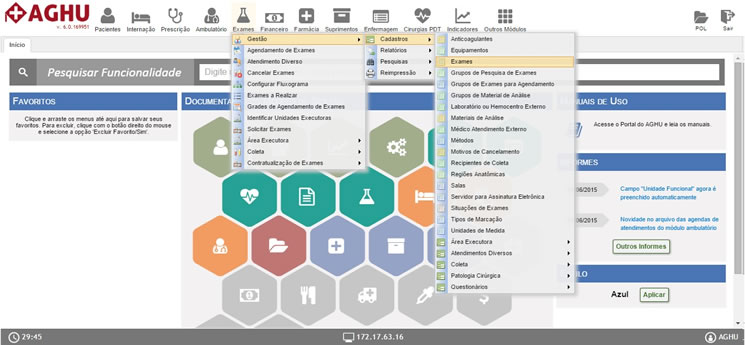 AGHU
v. 6.0.169951
Pacientes Internação Prescrição Ambulatório Exames Financeiro Farmácia Suprimentos Enfermagem Cirurgias PDT Indicadores Outros Módulos POL Sair
Início
Pesquisar Funcionalidade
Digite
FAVORITOS
Clique e arraste os menus até aqui para salvar seus
favoritos. Para excluir, clique com o botão direito do mouse
e selecione a opção 'Excluir Favorito/Sim'.
DOCUMENTA
Gestão
Agendamento de Exames
Atendimento Diverso
Cancelar Exames
Configurar Fluxograma
Exames a Realizar
Grades de Agendamento de Exames
Identificar Unidades Executoras
Solicitar Exames
Área Executora
Coleta
Contratualização de Exames
Cadastros
Relatórios
Pesquisas
Reimpressão
Anticoagulantes
Equipamentos
Exames
Grupos de Pesquisa de Exames
Grupos de Exames para Agendamento
Grupos de Material de Análise
Laboratório ou Hemocentro Externo
Materiais de Análise
Médico Atendimento Externo
Métodos
Motivos de Cancelamento
Recipientes de Coleta
Regiões Anatômicas
Salas
Servidor para Assinatura Eletrônica
Situações de Exames
Tipos de Marcação
Unidades de Medida
Área Executora
Atendimentos Diversos
Coleta
Patologia Cirúrgica
Questionários
MANUAIS DE USO
Acesse o Portal do AGHU e leia os manuais.
INFORMES
06/2015
Campo "Unidade Funcional" agora é
preenchido automaticamente
06/2015
Novidade no arquivo das agendas de
atendimentos do módulo ambulatório
Outros Informes
ILO
Azul Aplicar
29:45
172.17.63.16
AGHU